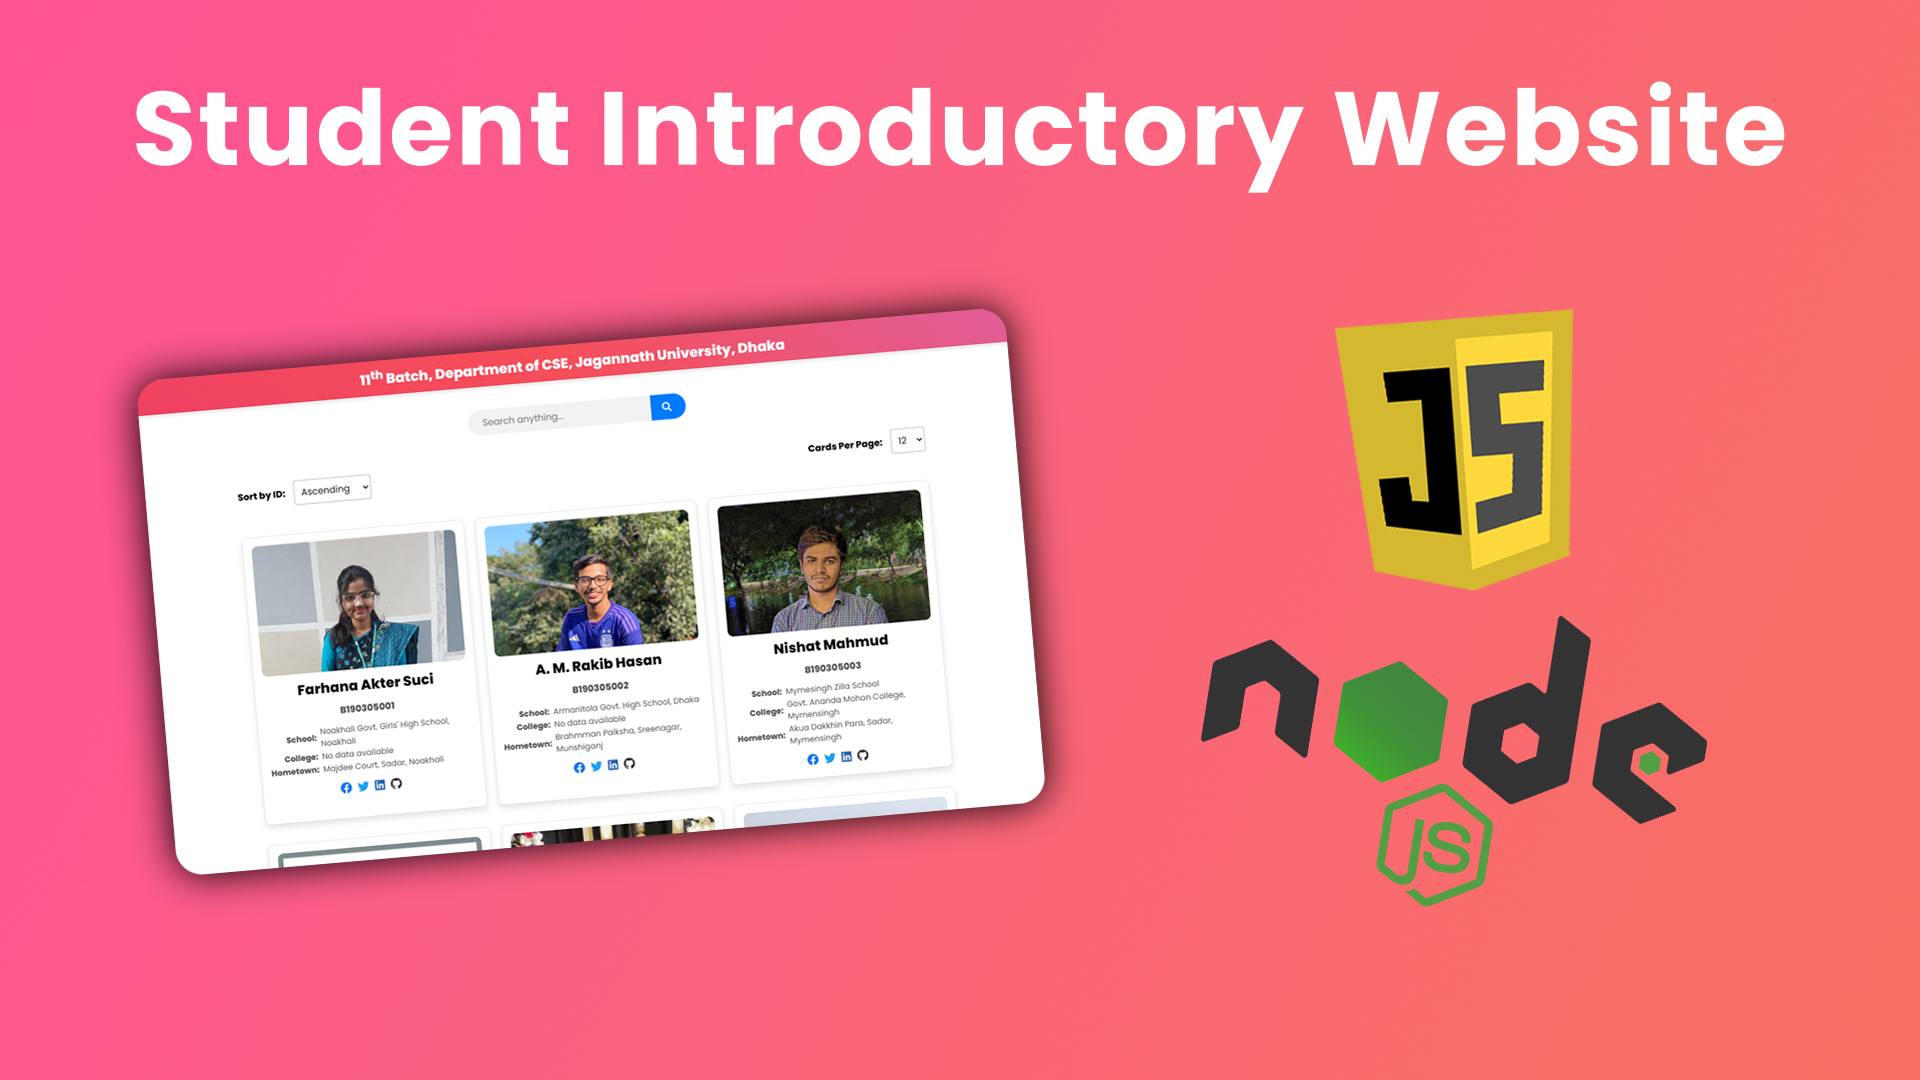 Student Introductory Website
11th Batch, Department of CSE, Jagannath University, Dhaka
Search anything...
Cards Per Page: 12
Sort by ID: Ascending
Farhana Akter Suci
B190305001
School: Noakhali Govt. Girls' High School,
Noakhali
College: No data available
Hometown: Majdee Court, Sadar, Noakhali
A. M. Rakib Hasan
B190305002
School: Armanitola Govt. High School, Dhaka
College: No data available
Hometown: Brahmman Paiksha, Sreenagar,
Munshiganj
Nishat Mahmud
B190305003
School: Mymesingh Zilla School
College: Govt. Ananda Mohon College,
Mymensingh
Hometown: Akua Dakkhin Para, Sadar,
Mymensingh
JS
node
JS